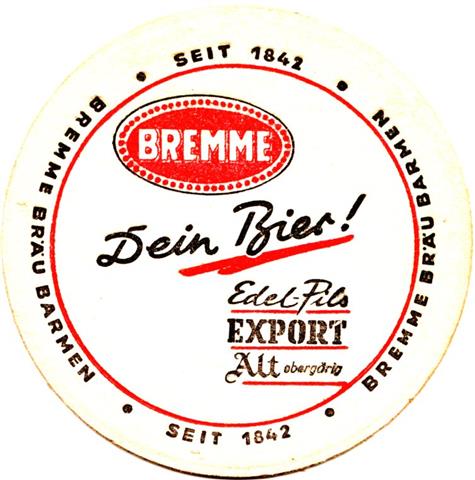 SEIT 1842
BREMME BRÄU BARMEN
BREMME BRÄU BARMEN
BREMME
Dein Bier!
Edel-Pils
EXPORT
Alt obergärig
SEIT 1842